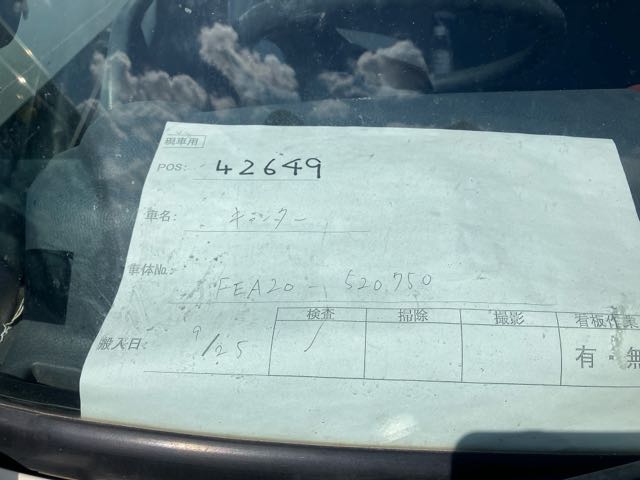 現車用
POS: 42649
車名: キャンター
車体No.: FEA20-520750
搬入日: 9/25
検査 掃除 撮影 看板作業
有・無